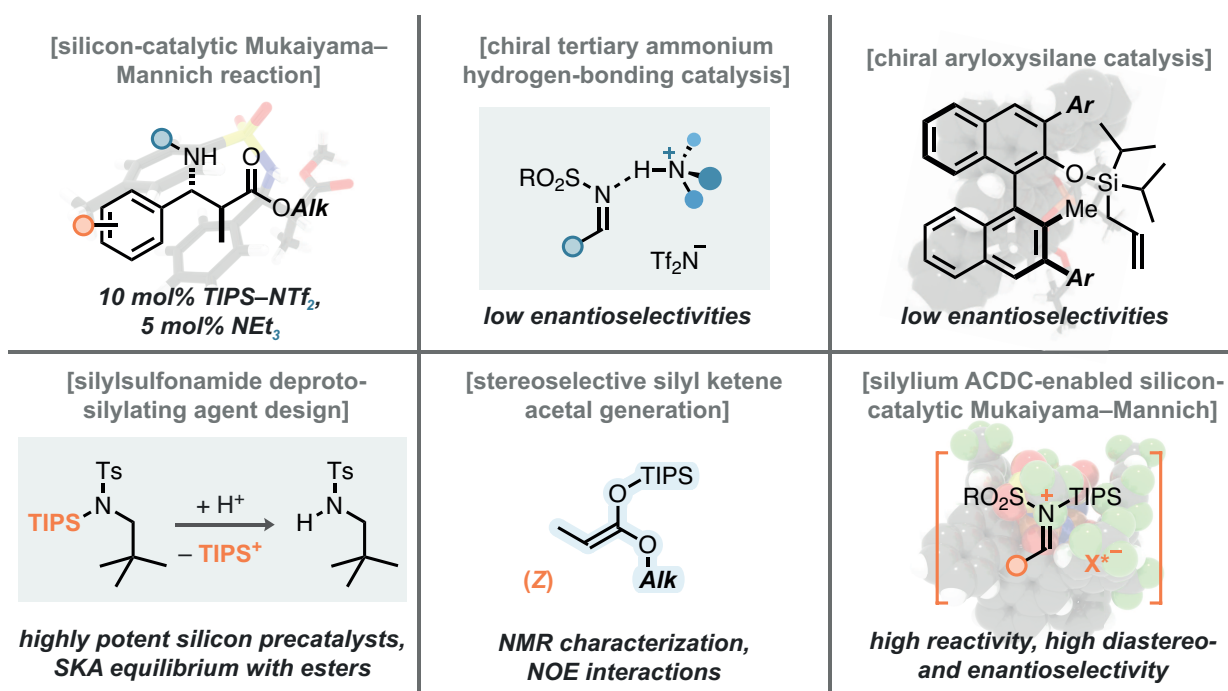 [silicon-catalytic Mukaiyama–
Mannich reaction]
NH
O
OAlk
10 mol% TIPS–NTf₂,
5 mol% NEt₃
[chiral tertiary ammonium
hydrogen-bonding catalysis]
RO₂S
N
H
N
+
Tf₂N⁻
low enantioselectivities
[chiral aryloxysilane catalysis]
Ar
O
Si
Me
Ar
low enantioselectivities
[silylsulfonamide deproto-
silylating agent design]
Ts
N
TIPS
+ H⁺
– TIPS⁺
Ts
N
H
highly potent silicon precatalysts,
SKA equilibrium with esters
[stereoselective silyl ketene
acetal generation]
TIPS
O
O
Alk
(Z)
NMR characterization,
NOE interactions
[silylium ACDC-enabled silicon-
catalytic Mukaiyama–Mannich]
RO₂S
+
N
TIPS
X*⁻
high reactivity, high diastereo-
and enantioselectivity